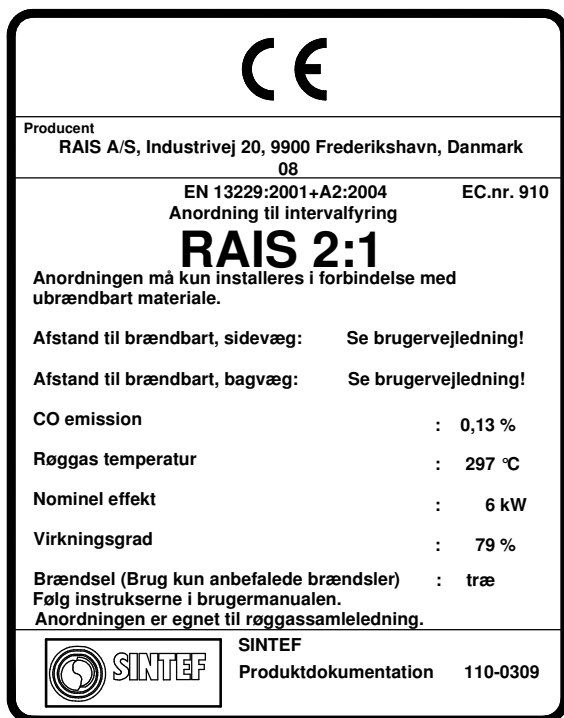 CE
Producent
RAIS A/S, Industrivej 20, 9900 Frederikshavn, Danmark
08
EN 13229:2001+A2:2004 EC.nr. 910
Anordning til intervalfyring
RAIS 2:1
Anordningen må kun installeres i forbindelse med
ubrændbart materiale.
Afstand til brændbart, sidevæg: Se brugervejledning!
Afstand til brændbart, bagvæg: Se brugervejledning!
CO emission : 0,13 %
Røggas temperatur : 297 °C
Nominel effekt : 6 kW
Virkningsgrad : 79 %
Brændsel (Brug kun anbefalede brændsler) : træ
Følg instrukserne i brugermanualen.
Anordningen er egnet til røggassamleledning.
SINTEF
SINTEF
Produktdokumentation 110-0309